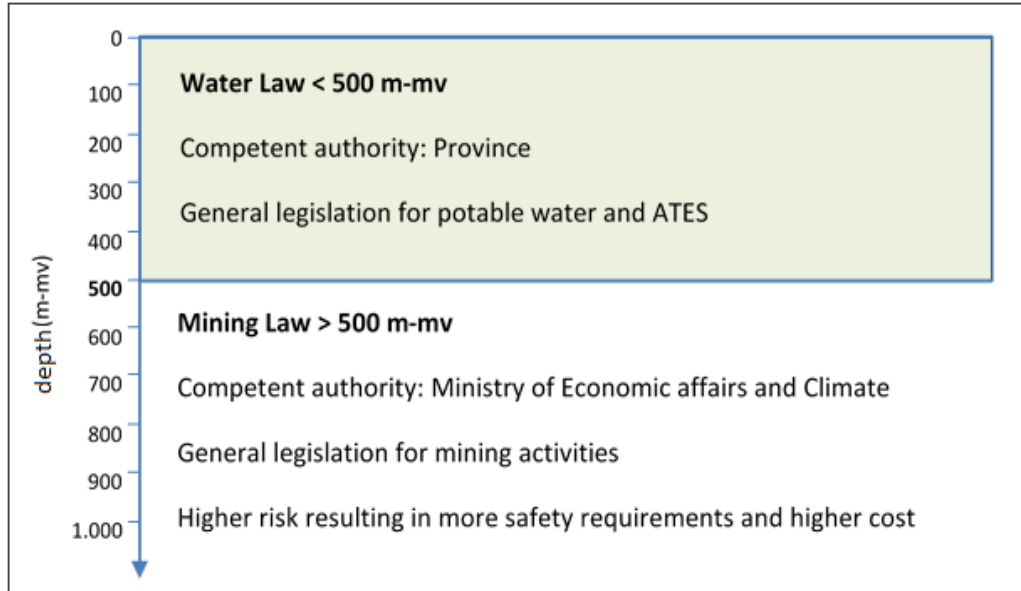 0
100
200
300
400
500
600
700
800
900
1.000
depth (m-mv)
Water Law < 500 m-mv
Competent authority: Province
General legislation for potable water and ATES
Mining Law > 500 m-mv
Competent authority: Ministry of Economic affairs and Climate
General legislation for mining activities
Higher risk resulting in more safety requirements and higher cost